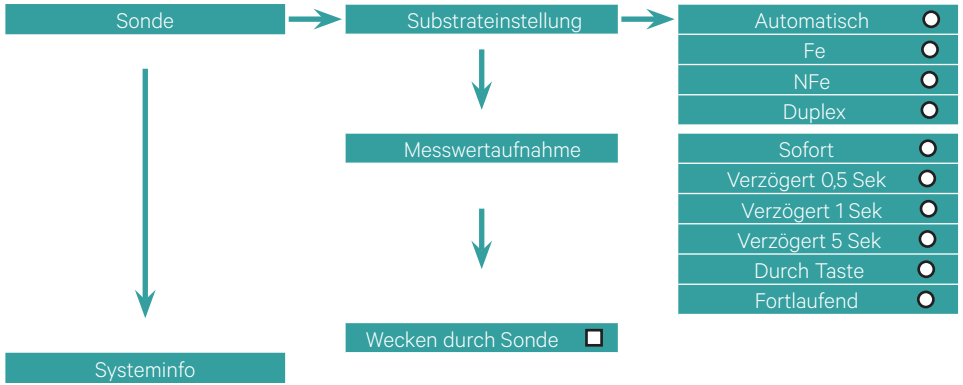 Sonde
Substrateinstellung
Automatisch
Fe
NFe
Duplex
Messwertaufnahme
Sofort
Verzögert 0,5 Sek
Verzögert 1 Sek
Verzögert 5 Sek
Durch Taste
Fortlaufend
Wecken durch Sonde
Systeminfo